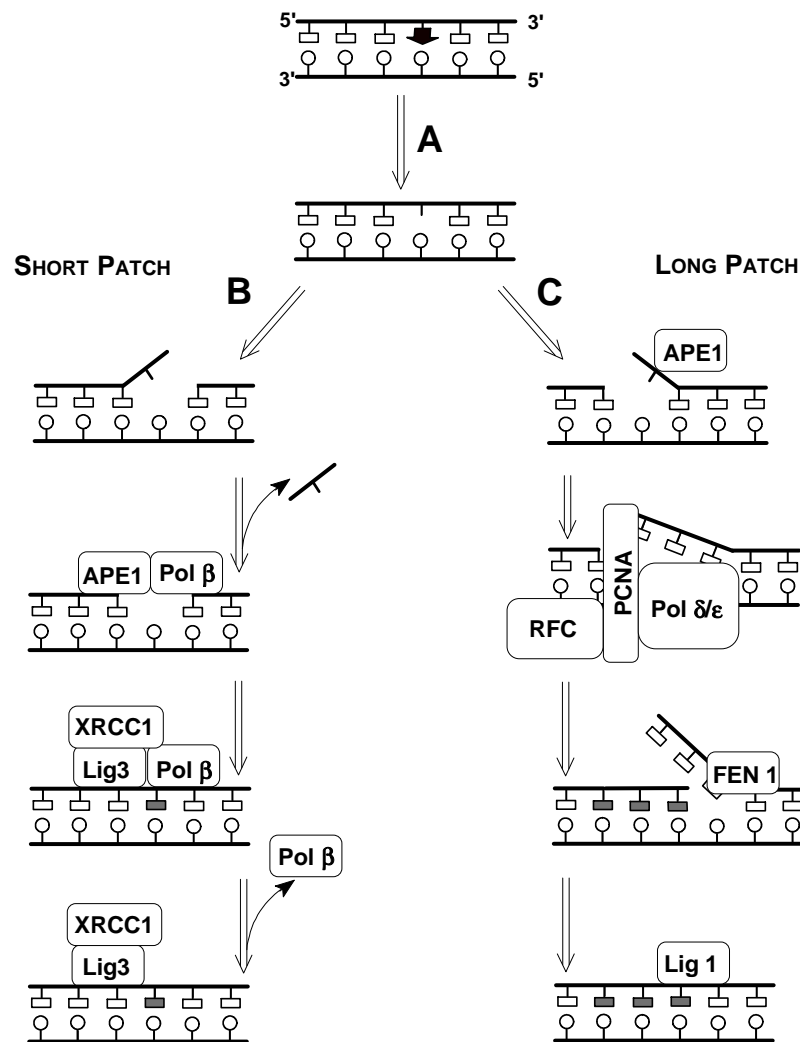 5' 3'
3' 5'
A
SHORT PATCH
LONG PATCH
B
C
APE1
APE1 Pol β
PCNA
Pol δ/ε
RFC
XRCC1
Lig3 Pol β
FEN 1
Pol β
XRCC1
Lig3
Lig 1